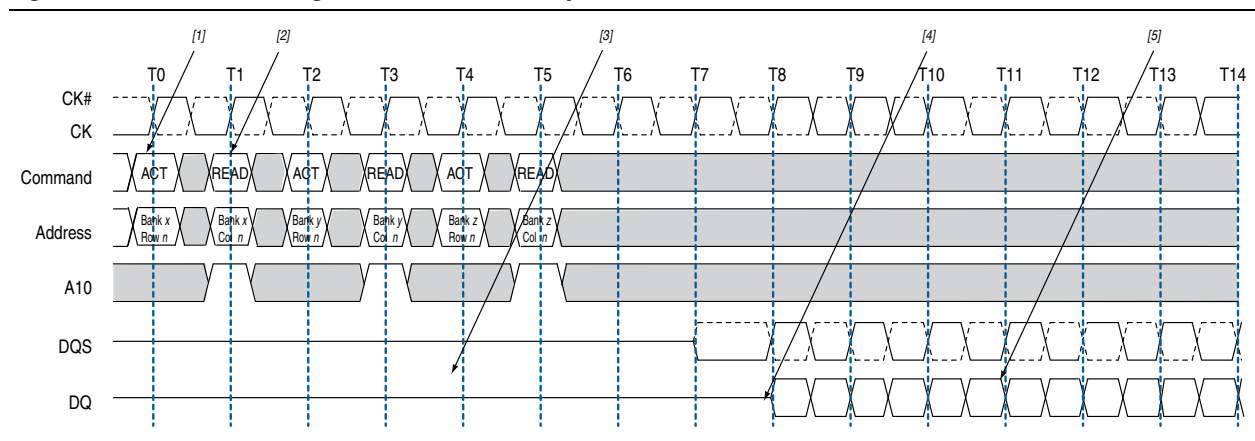 [1] [2] [3] [4] [5]
T0 T1 T2 T3 T4 T5 T6 T7 T8 T9 T10 T11 T12 T13 T14
CK#
CK
Command ACT READ ACT READ ACT READ
Address Bank x Bank x Bank y Bank y Bank z Bank z
Row n Col n Row n Col n Row n Col n
A10
DQS
DQ